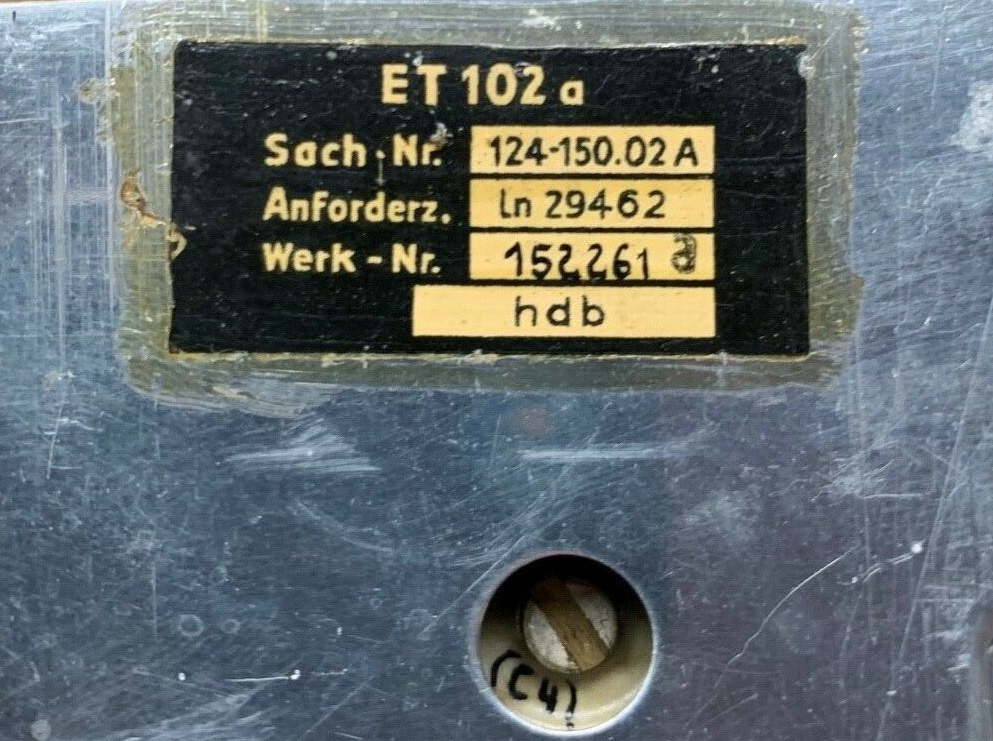 ET 102 a
Sach.Nr. 124-150.02 A
Anforderz. Ln 29462
Werk-Nr. 152261 a
hdb
(C4)